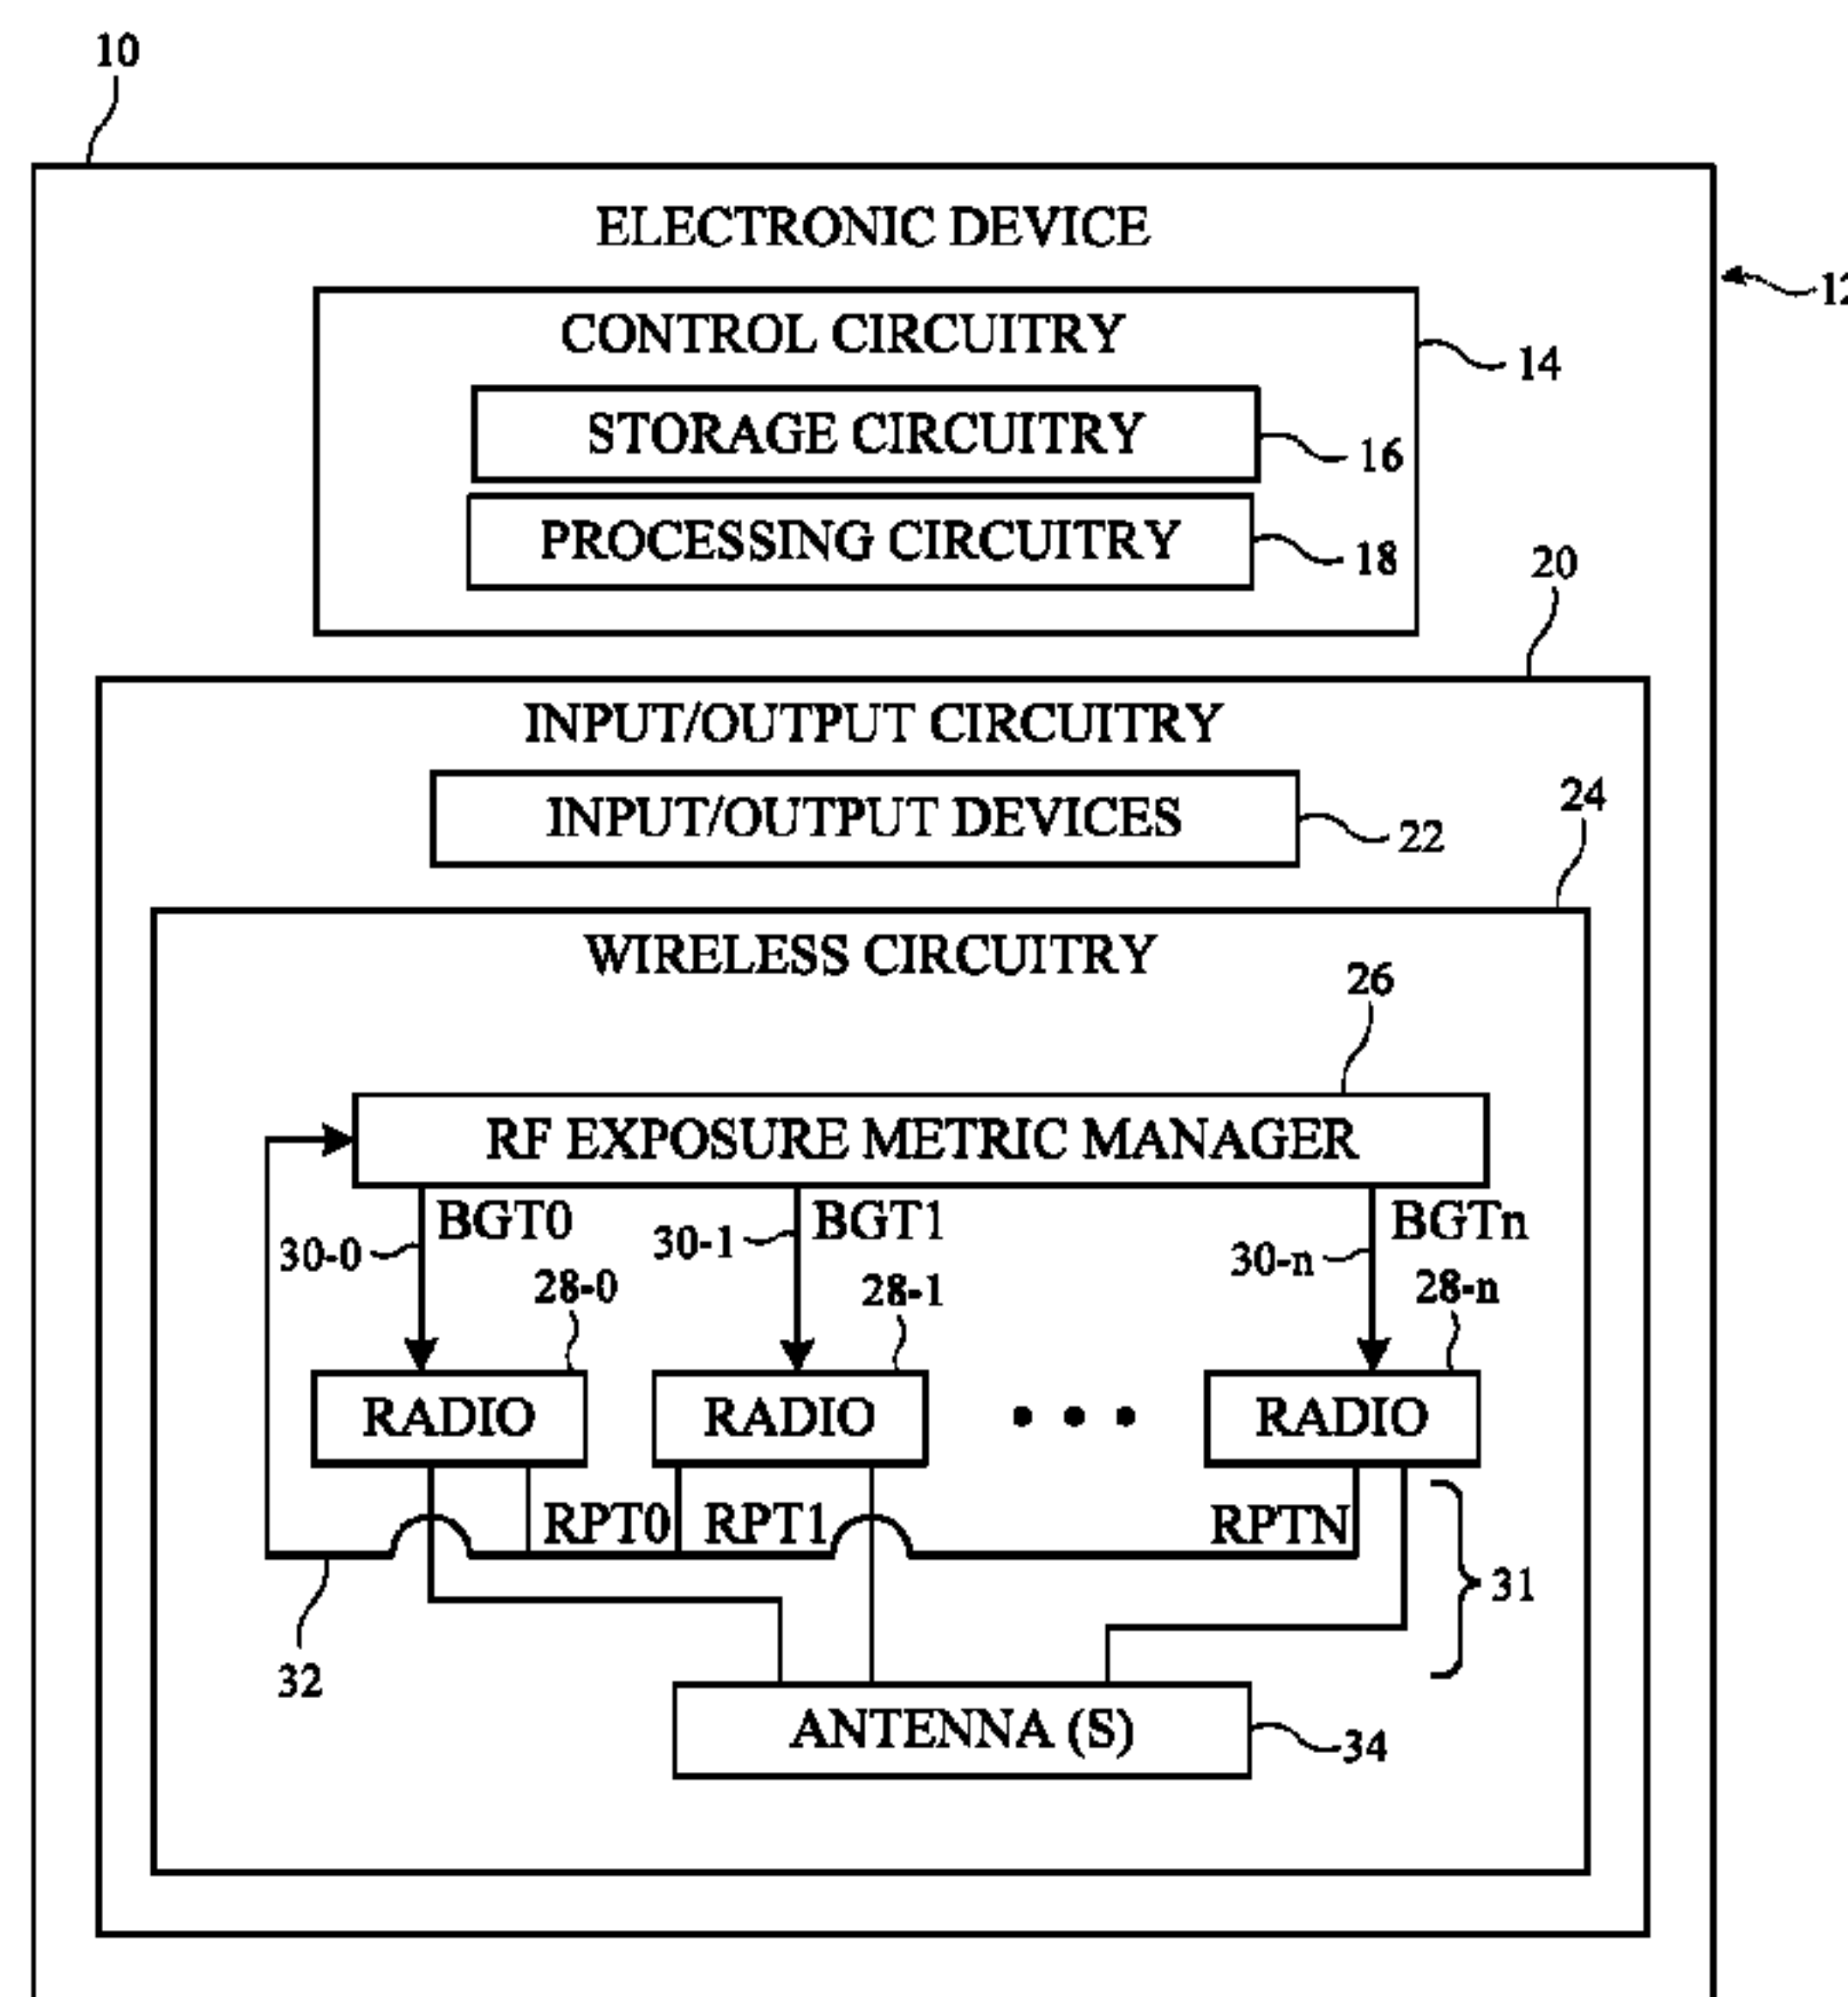 10
ELECTRONIC DEVICE
12
CONTROL CIRCUITRY
14
STORAGE CIRCUITRY
16
PROCESSING CIRCUITRY
18
20
INPUT/OUTPUT CIRCUITRY
INPUT/OUTPUT DEVICES
22
24
WIRELESS CIRCUITRY
26
RF EXPOSURE METRIC MANAGER
BGT0
BGT1
BGTn
30-0
30-1
30-n
28-0
28-1
28-n
RADIO
RADIO
• • •
RADIO
RPT0
RPT1
RPTN
31
32
ANTENNA (S)
34